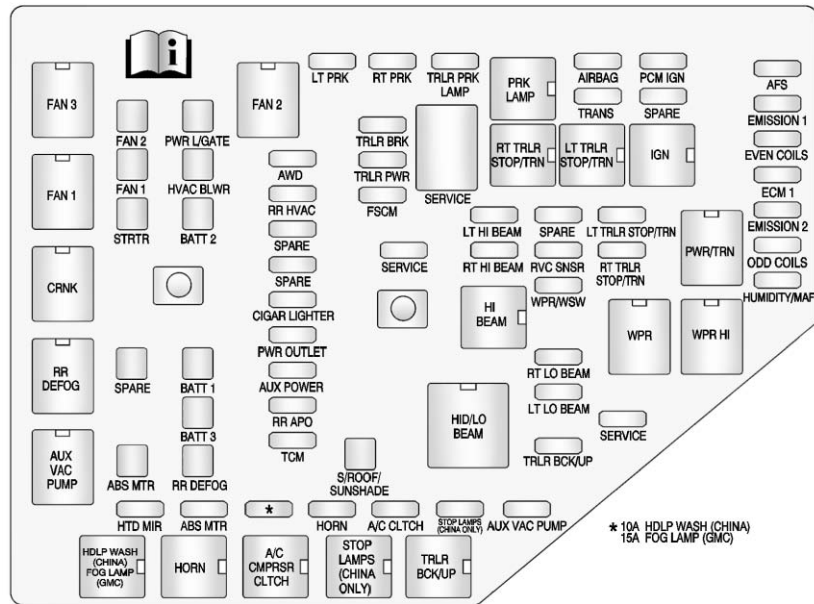 i
LT PRK
RT PRK
TRLR PRK
LAMP
PRK
LAMP
AIRBAG
PCM IGN
AFS
FAN 3
FAN 2
TRANS
SPARE
EMISSION 1
FAN 2
PWR L/GATE
TRLR BRK
RT TRLR
STOP/TRN
LT TRLR
STOP/TRN
IGN
EVEN COILS
AWD
TRLR PWR
FAN 1
FAN 1
HVAC BLWR
RR HVAC
FSCM
SERVICE
ECM 1
STRTR
BATT 2
SPARE
LT HI BEAM
SPARE
LT TRLR STOP/TRN
PWR/TRN
EMISSION 2
SERVICE
RT HI BEAM
RVC SNSR
RT TRLR
STOP/TRN
ODD COILS
SPARE
CRNK
WPR/WSW
HUMIDITY/MAF
CIGAR LIGHTER
HI
BEAM
WPR
WPR HI
PWR OUTLET
RR
DEFOG
SPARE
BATT 1
AUX POWER
RT LO BEAM
RR APO
LT LO BEAM
BATT 3
HID/LO
BEAM
SERVICE
TCM
TRLR BCK/UP
AUX
VAC
PUMP
ABS MTR
RR DEFOG
S/ROOF/
SUNSHADE
HTD MIR
ABS MTR
*
HORN
A/C CLTCH
STOP LAMPS
(CHINA ONLY)
AUX VAC PUMP
* 10A HDLP WASH (CHINA)
15A FOG LAMP (GMC)
HDLP WASH
(CHINA)
FOG LAMP
(GMC)
HORN
A/C
CMPRSR
CLTCH
STOP
LAMPS
(CHINA
ONLY)
TRLR
BCK/UP